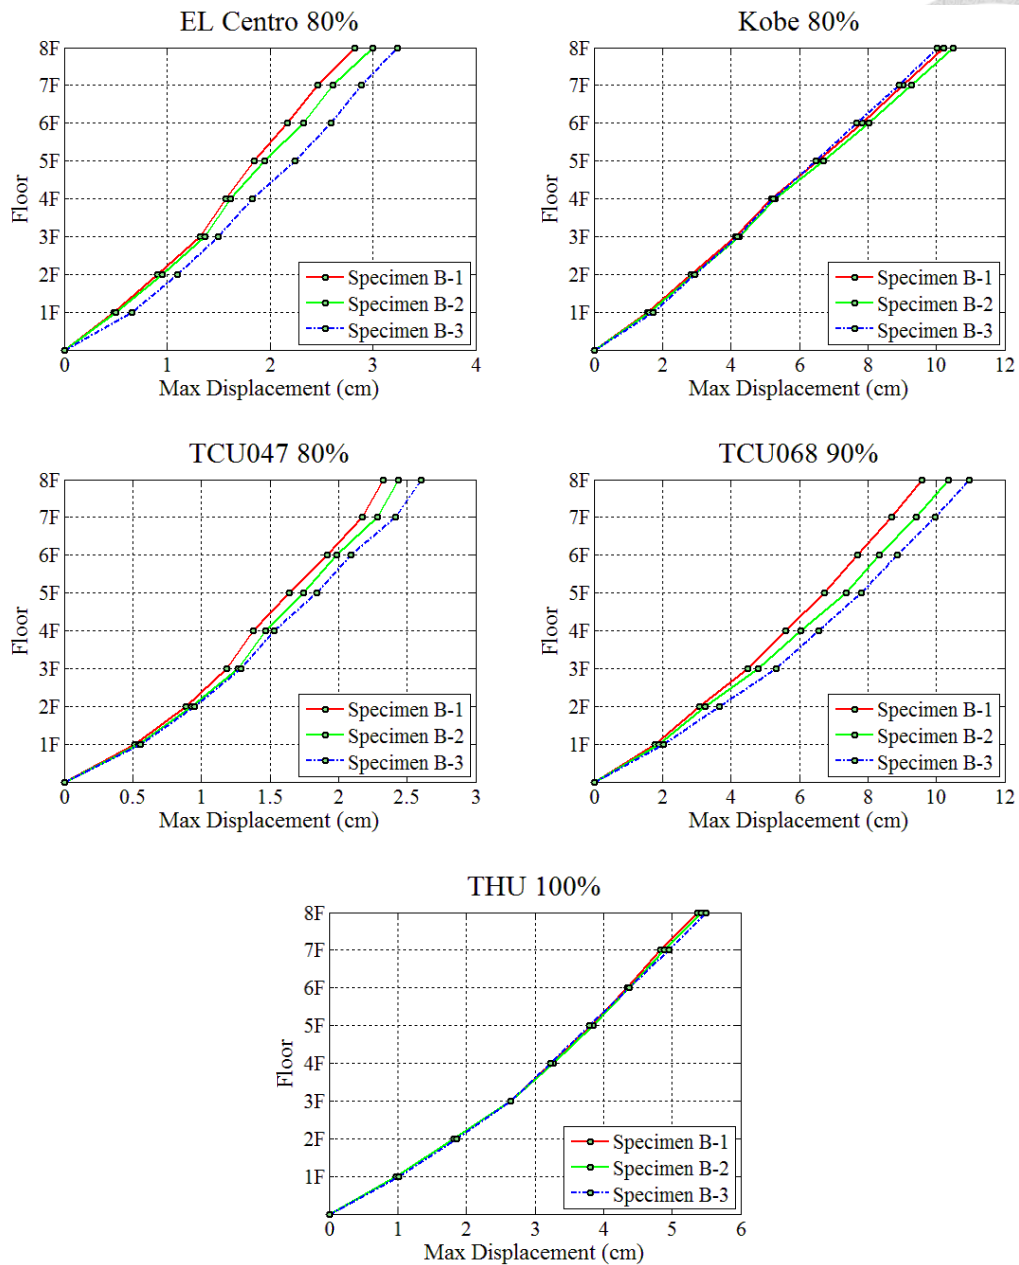 EL Centro 80%
8F
7F
6F
5F
4F
3F
2F
1F
Floor
Specimen B-1
Specimen B-2
Specimen B-3
0 1 2 3 4
Max Displacement (cm)
Kobe 80%
8F
7F
6F
5F
4F
3F
2F
1F
Floor
Specimen B-1
Specimen B-2
Specimen B-3
0 2 4 6 8 10 12
Max Displacement (cm)
TCU047 80%
8F
7F
6F
5F
4F
3F
2F
1F
Floor
Specimen B-1
Specimen B-2
Specimen B-3
0 0.5 1 1.5 2 2.5 3
Max Displacement (cm)
TCU068 90%
8F
7F
6F
5F
4F
3F
2F
1F
Floor
Specimen B-1
Specimen B-2
Specimen B-3
0 2 4 6 8 10 12
Max Displacement (cm)
THU 100%
8F
7F
6F
5F
4F
3F
2F
1F
Floor
Specimen B-1
Specimen B-2
Specimen B-3
0 1 2 3 4 5 6
Max Displacement (cm)